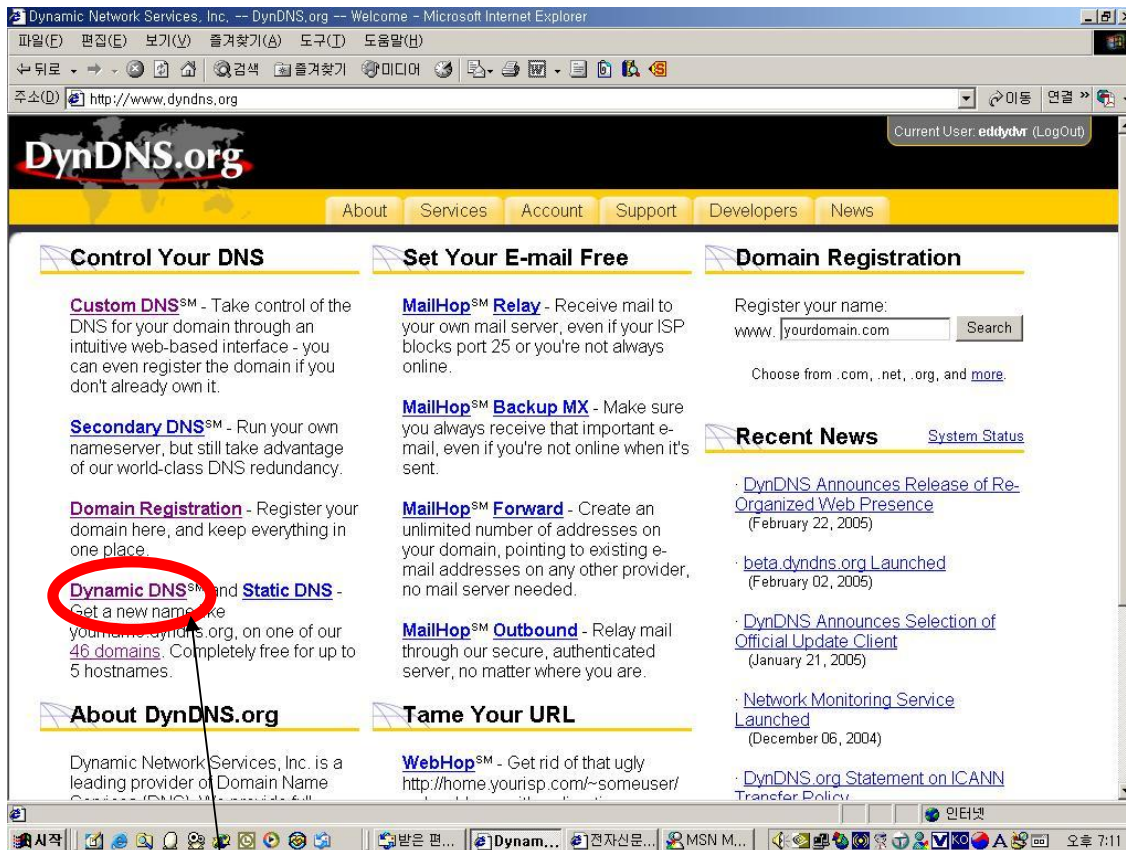 Dynamic Network Services, Inc. -- DynDNS.org -- Welcome - Microsoft Internet Explorer
파일(F) 편집(E) 보기(V) 즐겨찾기(A) 도구(T) 도움말(H)
뒤로 검색 즐겨찾기 미디어
주소(D) http://www.dyndns.org 이동 연결 »
Current User: eddydvr (LogOut)
DynDNS.org
About Services Account Support Developers News
Control Your DNS
Custom DNS℠ - Take control of the
DNS for your domain through an
intuitive web-based interface - you
can even register the domain if you
don't already own it.
Secondary DNS℠ - Run your own
nameserver, but still take advantage
of our world-class DNS redundancy.
Domain Registration - Register your
domain here, and keep everything in
one place.
Dynamic DNS℠ and Static DNS -
Get a new name like
yourname.dyndns.org, on one of our
46 domains. Completely free for up to
5 hostnames.
About DynDNS.org
Dynamic Network Services, Inc. is a
leading provider of Domain Name
Services (DNS). We provide full
Set Your E-mail Free
MailHop℠ Relay - Receive mail to
your own mail server, even if your ISP
blocks port 25 or you're not always
online.
MailHop℠ Backup MX - Make sure
you always receive that important e-
mail, even if you're not online when it's
sent.
MailHop℠ Forward - Create an
unlimited number of addresses on
your domain, pointing to existing e-
mail addresses on any other provider,
no mail server needed.
MailHop℠ Outbound - Relay mail
through our secure, authenticated
server, no matter where you are.
Tame Your URL
WebHop℠ - Get rid of that ugly
http://home.yourisp.com/~someuser/
Domain Registration
Register your name:
www. yourdomain.com Search
Choose from .com, .net, .org, and more.
Recent News System Status
· DynDNS Announces Release of Re-
Organized Web Presence
(February 22, 2005)
· beta.dyndns.org Launched
(February 02, 2005)
· DynDNS Announces Selection of
Official Update Client
(January 21, 2005)
· Network Monitoring Service
Launched
(December 06, 2004)
· DynDNS.org Statement on ICANN
Transfer Policy
인터넷
시작 받은 편... Dynam... 전자신문... MSN M... KO A 오후 7:11